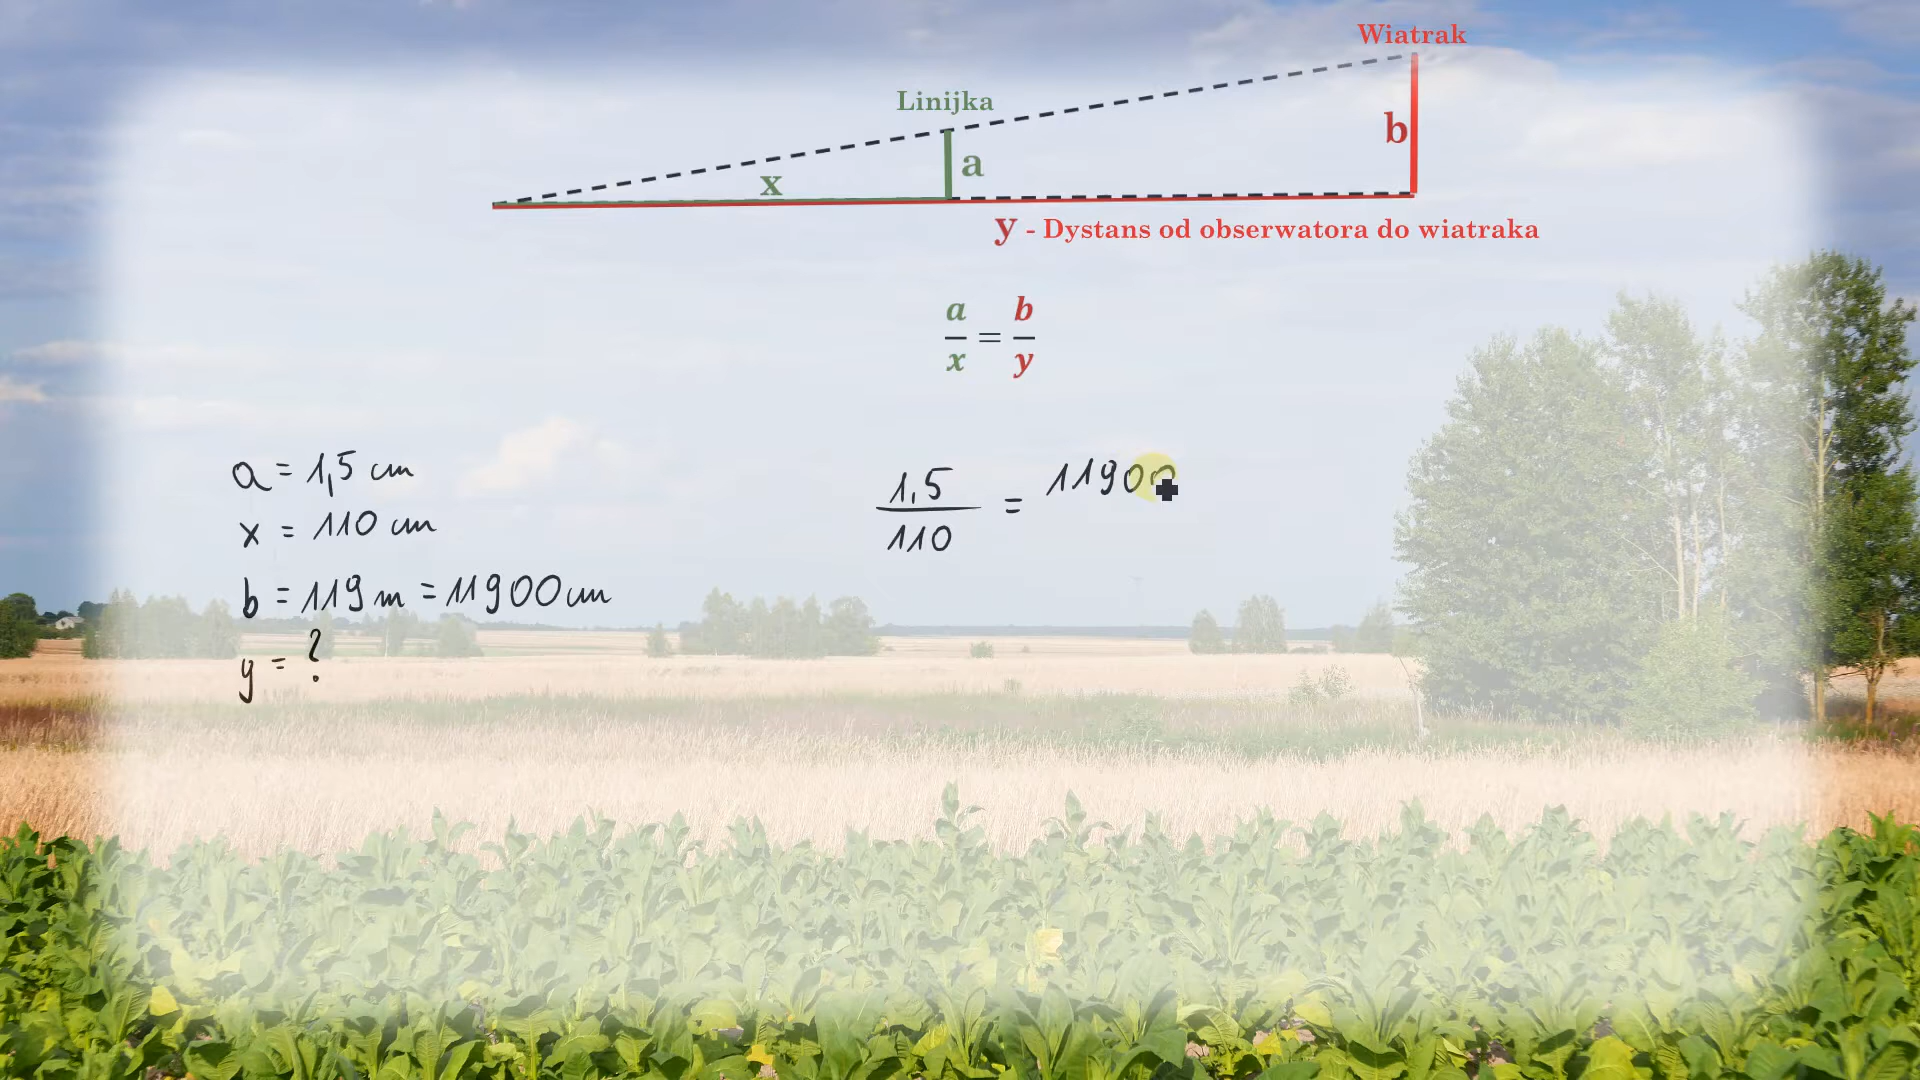 Wiatrak
Linijka
b
a
x
y - Dystans od obserwatora do wiatraka
a/x = b/y
a = 1,5 cm
x = 110 cm
b = 119 m = 11900 cm
y = ?
1,5/110 = 11900